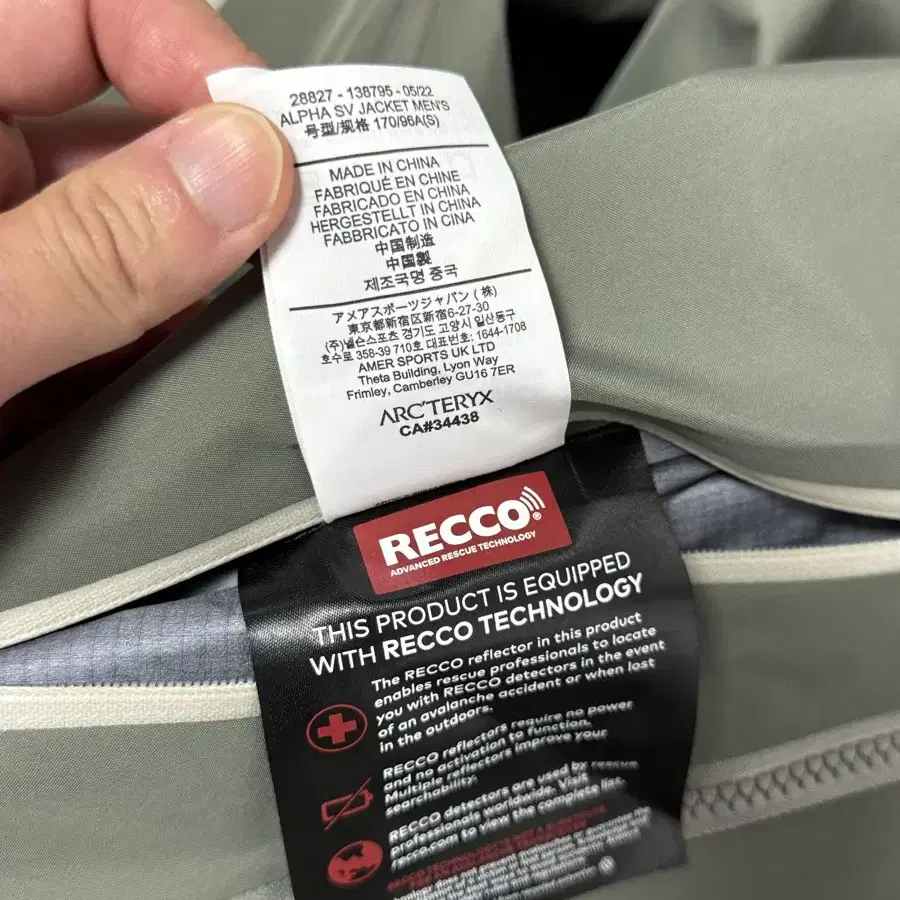 28827 - 138795 - 05/22
ALPHA SV JACKET MEN'S
号型/规格 170/96A(S)
MADE IN CHINA
FABRIQUÉ EN CHINE
FABRICADO EN CHINA
HERGESTELLT IN CHINA
FABBRICATO IN CINA
中国制造
中国製
제조국명 중국
アメアスポーツジャパン (株)
東京都新宿区新宿6-27-30
(주)넬슨스포츠 경기도 고양시 일산동구
호수로 358-39 710호 대표번호: 1644-1708
AMER SPORTS UK LTD
Theta Building, Lyon Way
Frimley, Camberley GU16 7ER
ARC'TERYX
CA#34438
RECCO®
ADVANCED RESCUE TECHNOLOGY
THIS PRODUCT IS EQUIPPED
WITH RECCO TECHNOLOGY
The RECCO reflector in this product
enables rescue professionals to locate
you with RECCO detectors in the event
of an avalanche accident or when lost
in the outdoors.
RECCO reflectors require no power
and no activation to function.
Multiple reflectors improve your
searchability.
RECCO detectors are used by rescue
professionals worldwide. Visit
recco.com to view the complete list.